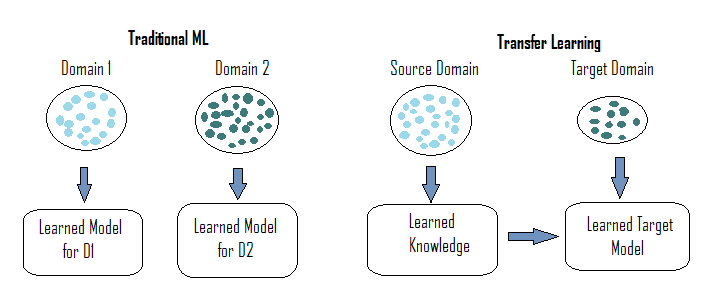 Traditional ML
Domain 1
Domain 2
Learned Model
for D1
Learned Model
for D2
Transfer Learning
Source Domain
Target Domain
Learned
Knowledge
Learned Target
Model